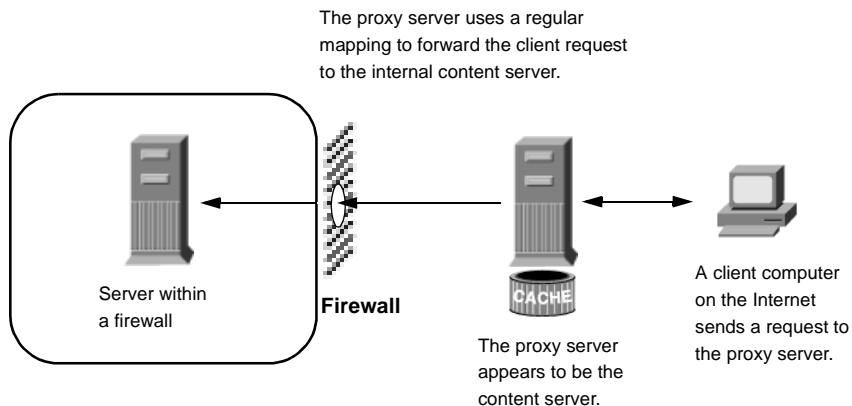 The proxy server uses a regular
mapping to forward the client request
to the internal content server.
Server within
a firewall
Firewall
CACHE
The proxy server
appears to be the
content server.
A client computer
on the Internet
sends a request to
the proxy server.